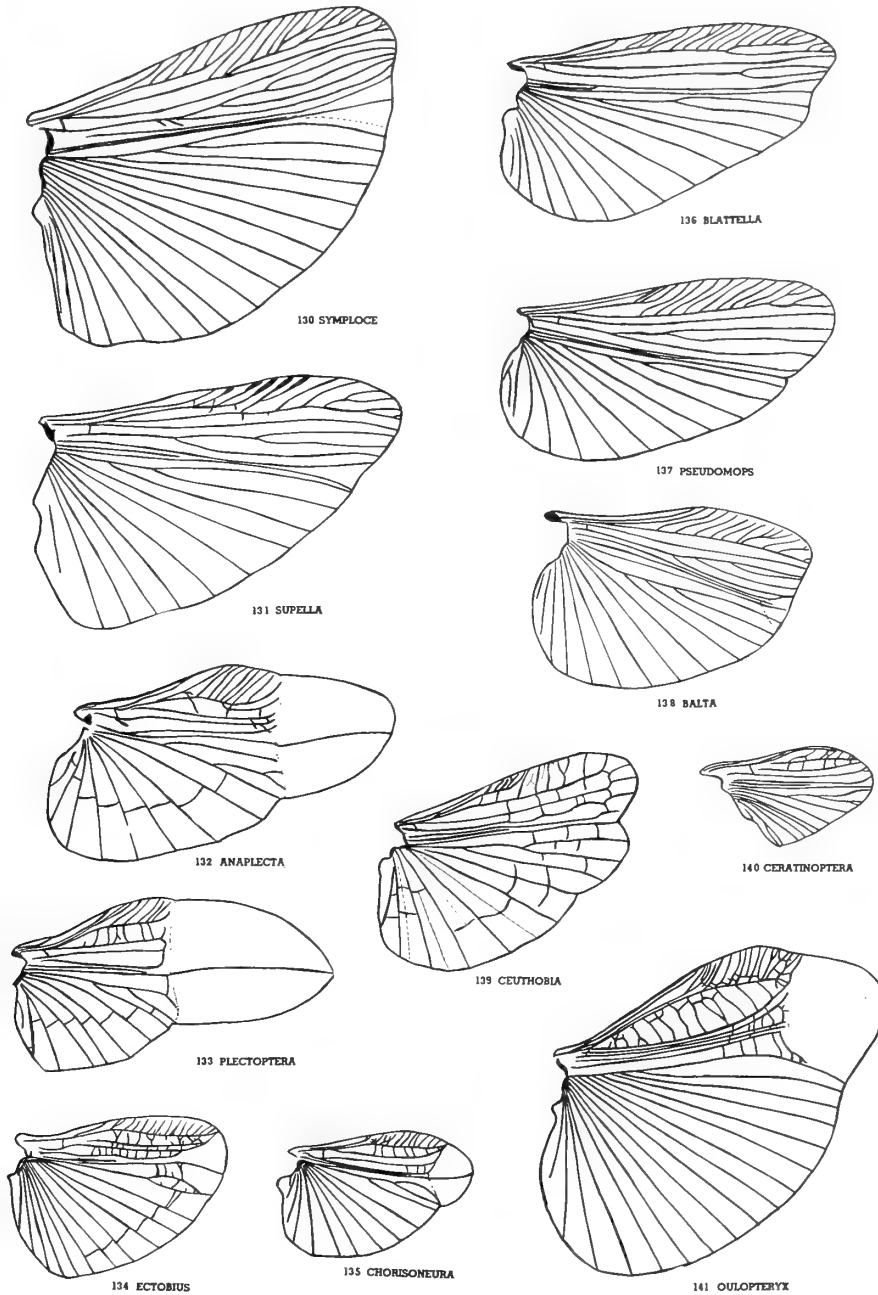 130 SYMPLOCE
131 SUPELLA
132 ANAPLECTA
133 PLECTOPTERA
134 ECTOBIUS
135 CHORISONEURA
136 BLATTELLA
137 PSEUDOMOPS
138 BALTA
139 CEUTHOBIA
140 CERATINOPTERA
141 OULOPTERYX